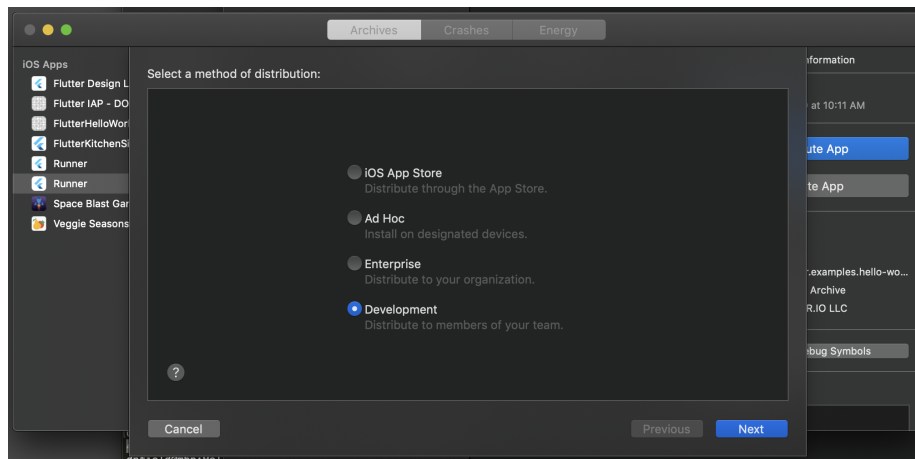 Archives Crashes Energy
iOS Apps
Flutter Design L
Flutter IAP - DO
FlutterHelloWor
FlutterKitchenSi
Runner
Runner
Space Blast Gar
Veggie Seasons
Select a method of distribution:
iOS App Store
Distribute through the App Store.
Ad Hoc
Install on designated devices.
Enterprise
Distribute to your organization.
Development
Distribute to members of your team.
?
Cancel
Previous
Next
nformation
at 10:11 AM
ute App
te App
r.examples.hello-wo...
Archive
R.IO LLC
ebug Symbols